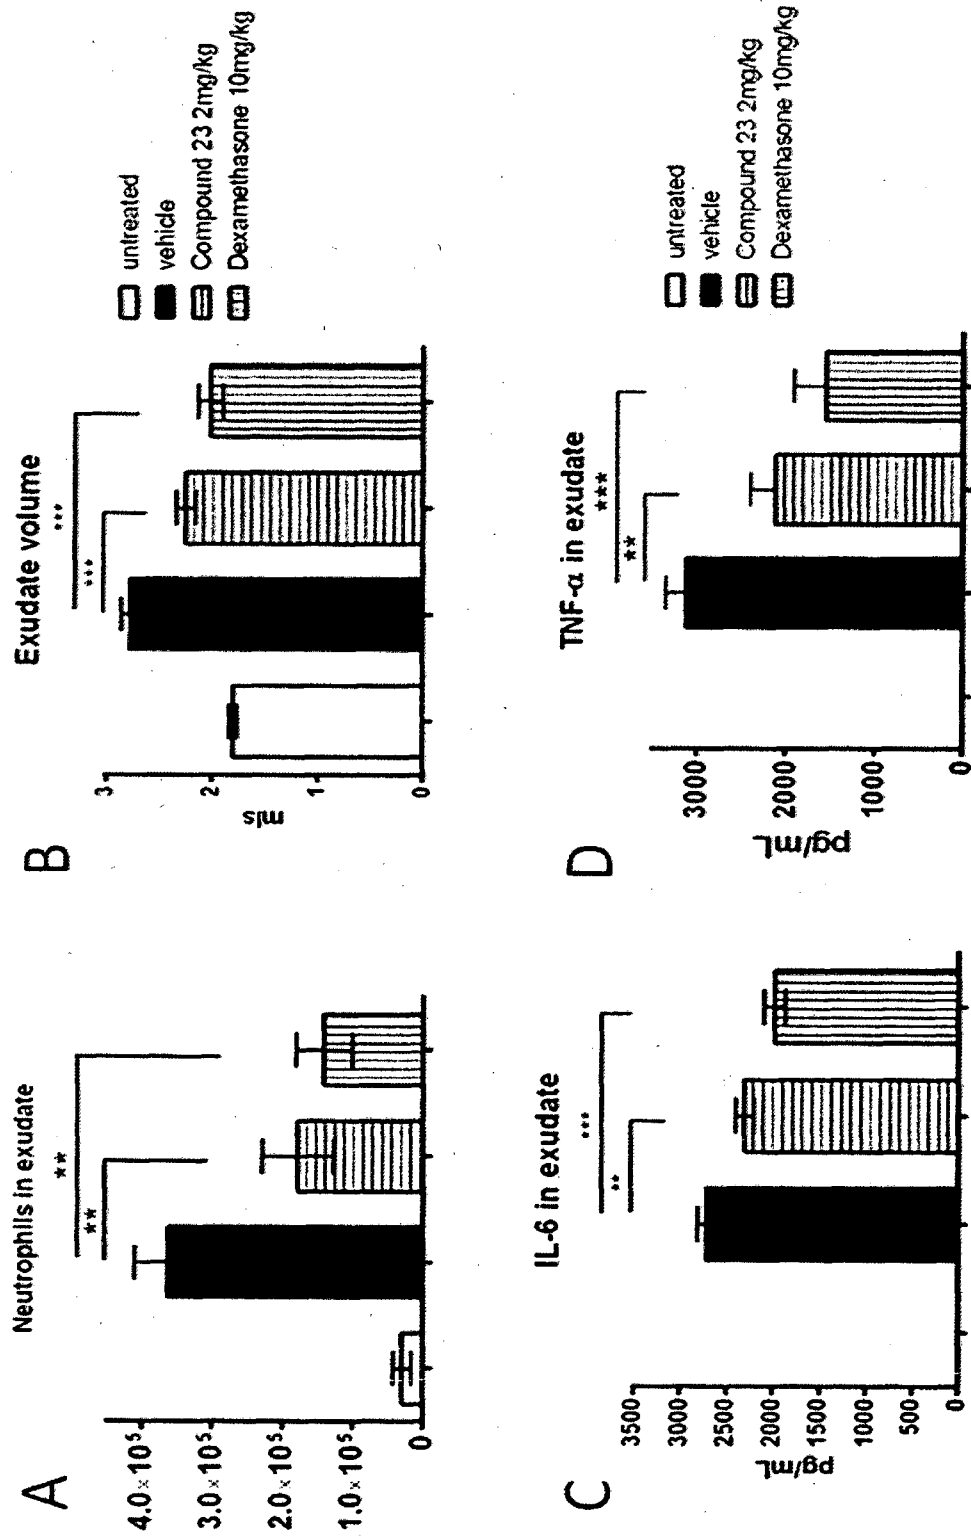 A
Neutrophils in exudate
**
**
4.0×10⁵
3.0×10⁵
2.0×10⁵
1.0×10⁵
0
B
Exudate volume
***
***
mls
3
2
1
0
untreated
vehicle
Compound 23 2mg/kg
Dexamethasone 10mg/kg
C
IL-6 in exudate
***
**
pg/mL
3500
3000
2500
2000
1500
1000
500
0
D
TNF-α in exudate
***
**
pg/mL
3000
2000
1000
0
untreated
vehicle
Compound 23 2mg/kg
Dexamethasone 10mg/kg